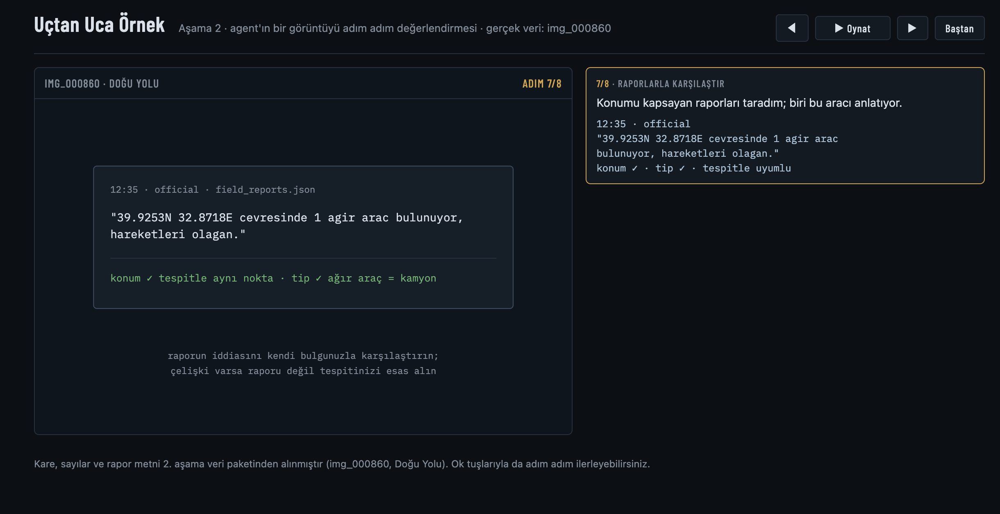 Uçtan Uca Örnek
Aşama 2 · agent'ın bir görüntüyü adım adım değerlendirmesi · gerçek veri: img_000860
◀
▶ Oynat
▶
Baştan
IMG_000860 · DOĞU YOLU
ADIM 7/8
12:35 · official · field_reports.json
"39.9253N 32.8718E cevresinde 1 agir arac bulunuyor,
hareketleri olagan."
konum ✓ tespitle aynı nokta · tip ✓ ağır araç = kamyon
raporun iddiasını kendi bulgunuzla karşılaştırın;
çelişki varsa raporu değil tespitinizi esas alın
7/8 · RAPORLARLA KARŞILAŞTIR
Konumu kapsayan raporları taradım; biri bu aracı anlatıyor.
12:35 · official
"39.9253N 32.8718E cevresinde 1 agir arac
bulunuyor, hareketleri olagan."
konum ✓ · tip ✓ · tespitle uyumlu
Kare, sayılar ve rapor metni 2. aşama veri paketinden alınmıştır (img_000860, Doğu Yolu). Ok tuşlarıyla da adım adım ilerleyebilirsiniz.